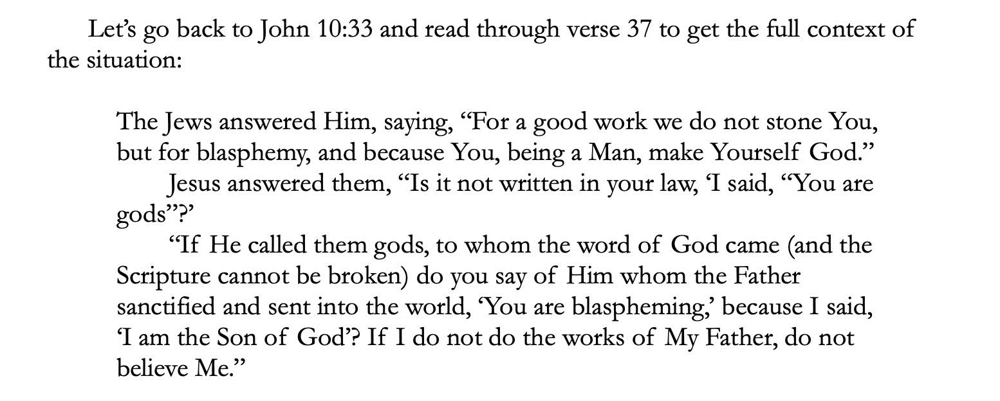 Let’s go back to John 10:33 and read through verse 37 to get the full context of
the situation:
The Jews answered Him, saying, “For a good work we do not stone You,
but for blasphemy, and because You, being a Man, make Yourself God.”
Jesus answered them, “Is it not written in your law, ‘I said, “You are
gods”?’
“If He called them gods, to whom the word of God came (and the
Scripture cannot be broken) do you say of Him whom the Father
sanctified and sent into the world, ‘You are blaspheming,’ because I said,
‘I am the Son of God’? If I do not do the works of My Father, do not
believe Me.”